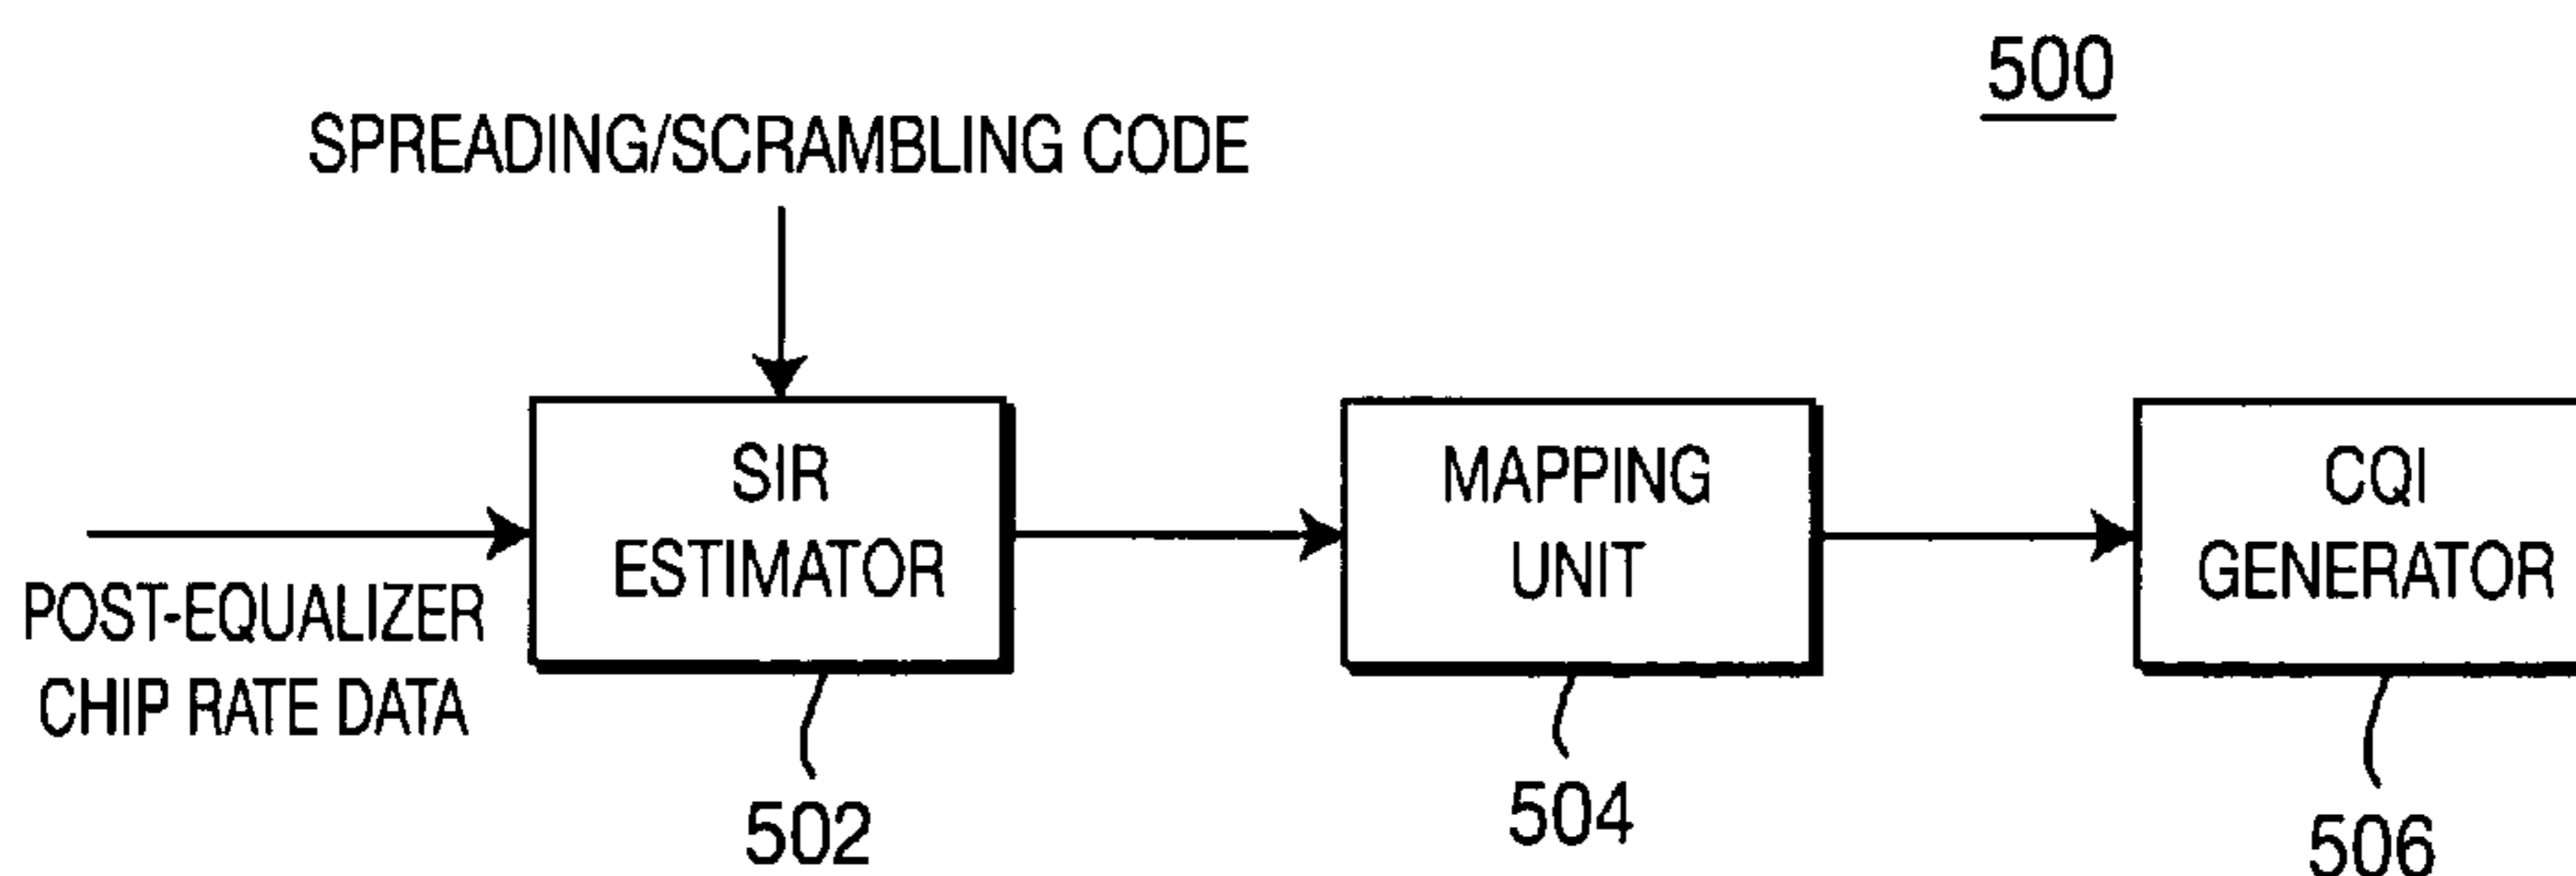 500
SPREADING/SCRAMBLING CODE
SIR
ESTIMATOR
MAPPING
UNIT
CQI
GENERATOR
POST-EQUALIZER
CHIP RATE DATA
502
504
506